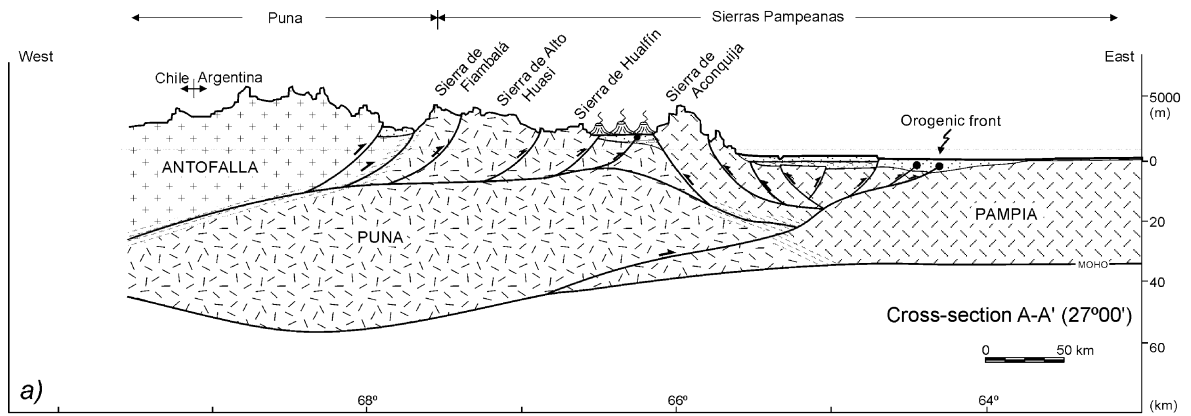 Puna
Sierras Pampeanas
West
East
Chile Argentina
Sierra de
Fiambalá
Sierra de Alto
Huasi
Sierra de Hualfín
Sierra de
Aconquija
5000
(m)
Orogenic front
0
ANTOFALLA
PUNA
PAMPIA
20
MOHO
40
Cross-section A-A' (27º00')
0 50 km
60
a)
68º
66º
64º
(km)